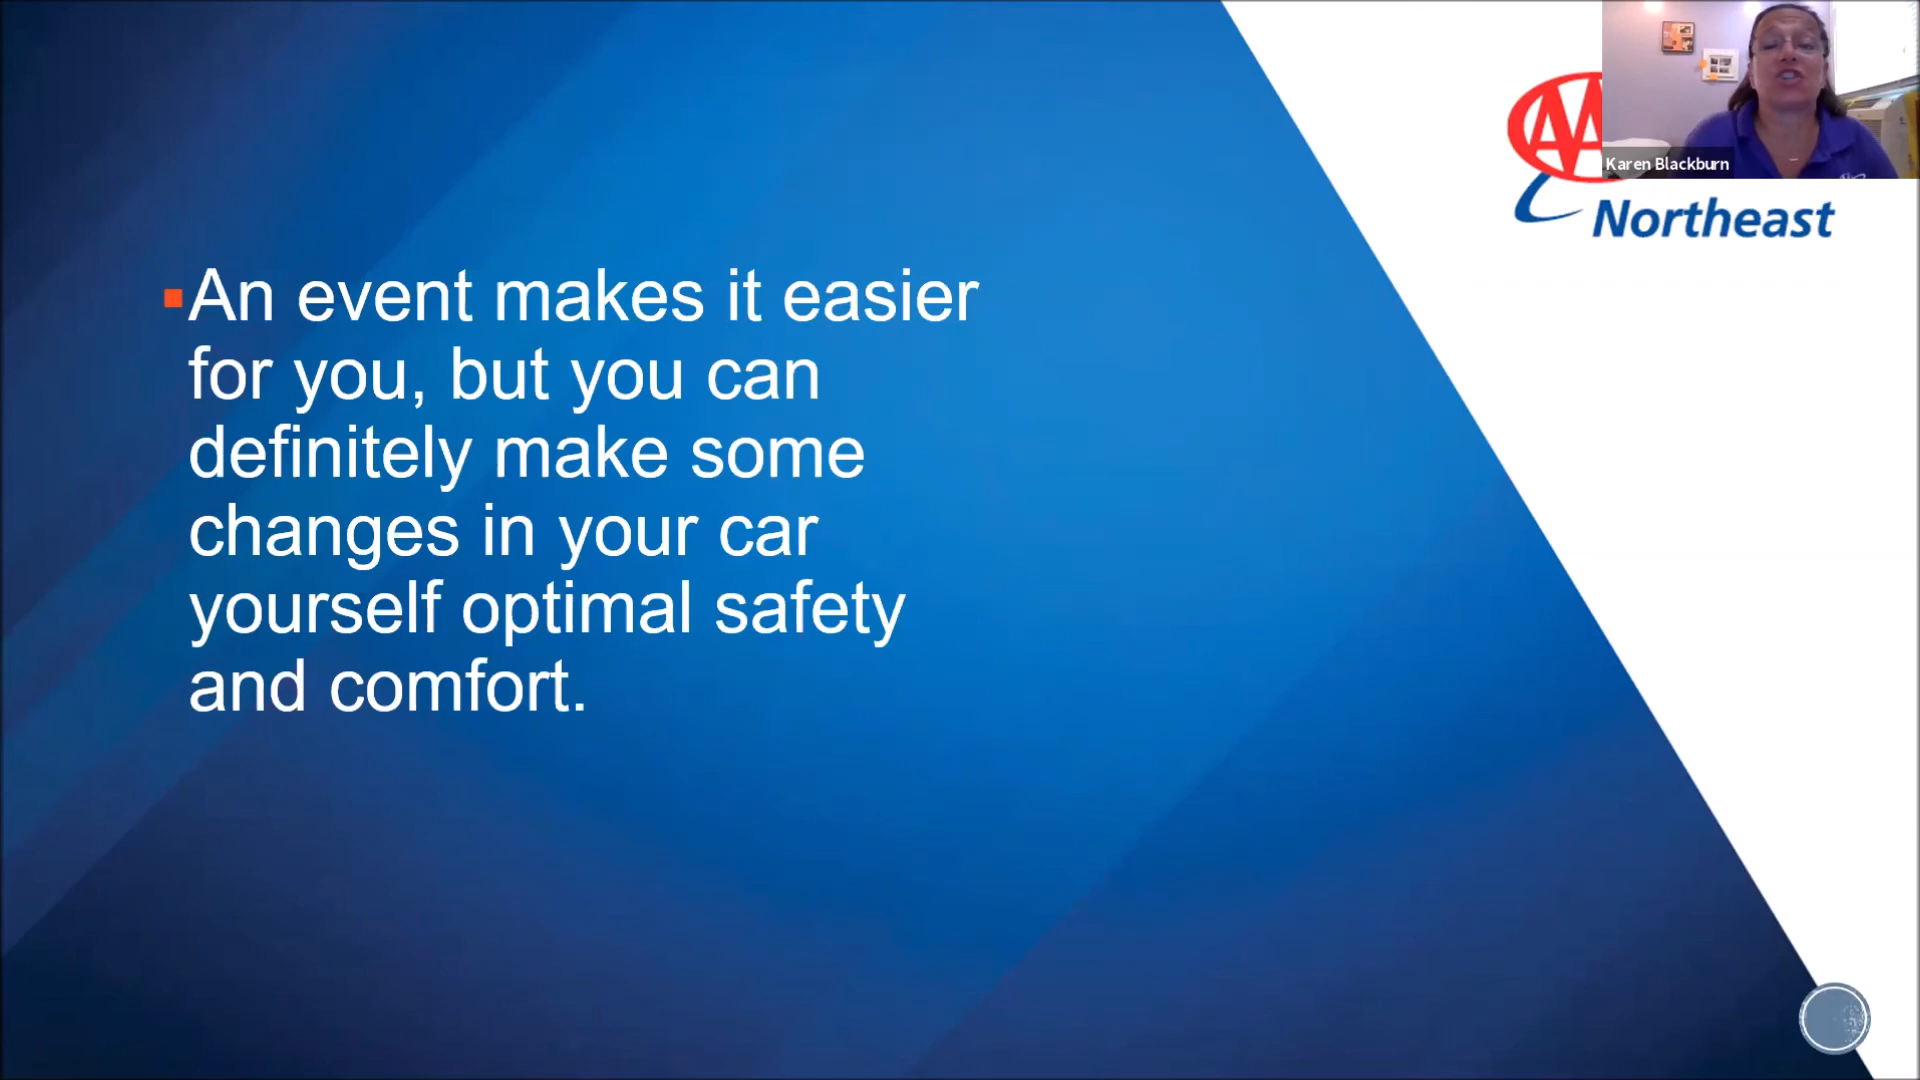 Karen Blackburn
AA
Northeast
An event makes it easier
for you, but you can
definitely make some
changes in your car
yourself optimal safety
and comfort.